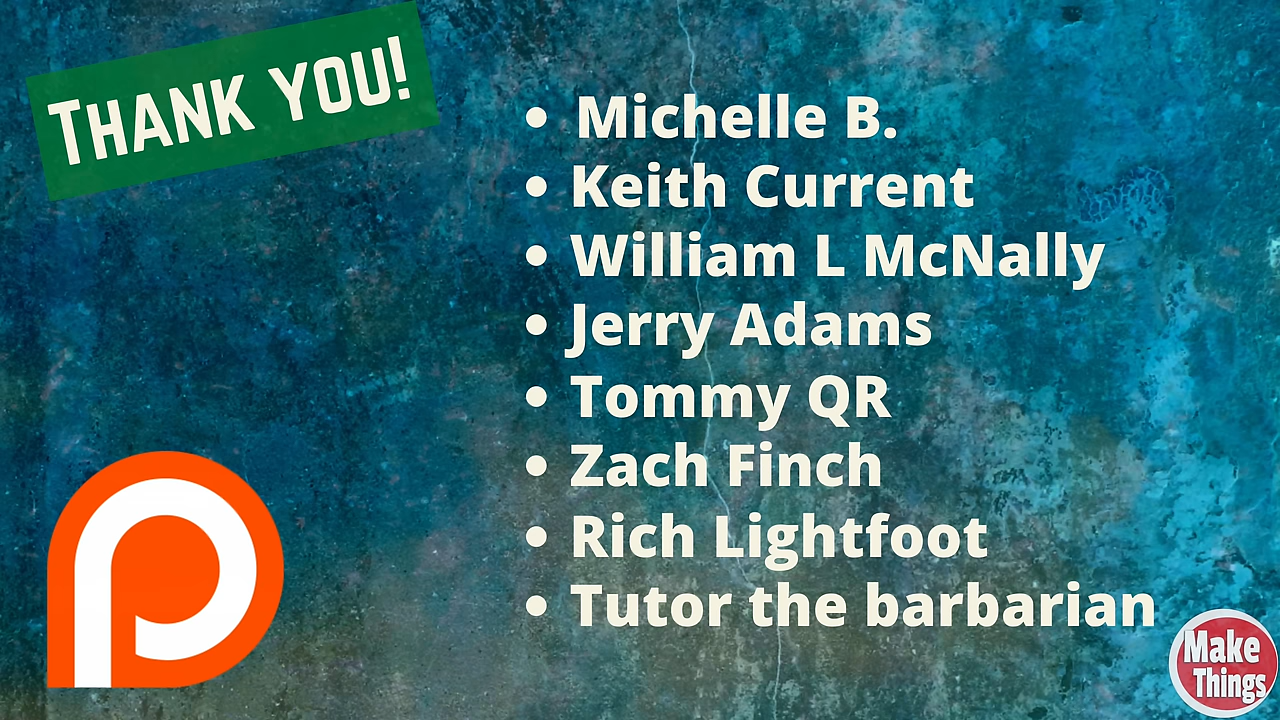 Thank you!
• Michelle B.
• Keith Current
• William L McNally
• Jerry Adams
• Tommy QR
• Zach Finch
• Rich Lightfoot
• Tutor the barbarian
Make
Things